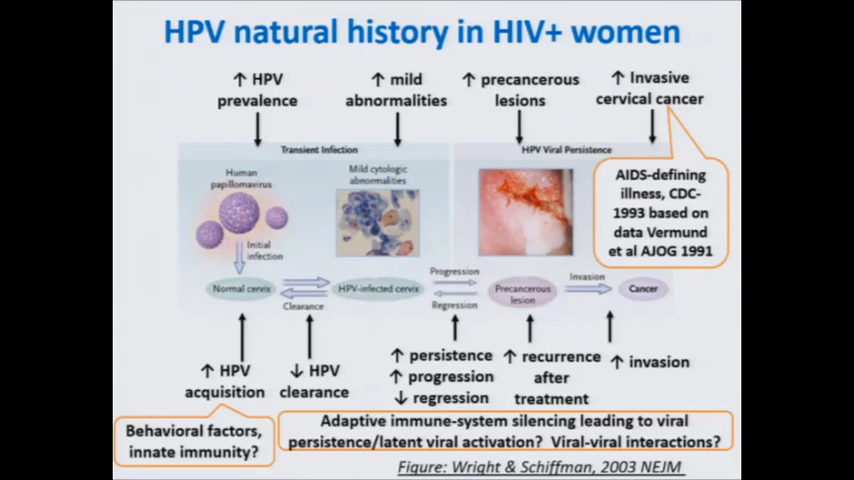 HPV natural history in HIV+ women
↑ HPV
prevalence
↑ mild
abnormalities
↑ precancerous
lesions
↑ Invasive
cervical cancer
Transient Infection
HPV Viral Persistence
Human
papillomavirus
Mild cytologic
abnormalities
AIDS-defining
illness, CDC-
1993 based on
data Vermund
et al AJOG 1991
Initial
infection
Progression
Invasion
Normal cervix
HPV-infected cervix
Precancerous
lesion
Cancer
Clearance
Regression
↑ HPV
acquisition
↓ HPV
clearance
↑ persistence
↑ progression
↓ regression
↑ recurrence
after
treatment
↑ invasion
Behavioral factors,
innate immunity?
Adaptive immune-system silencing leading to viral
persistence/latent viral activation? Viral-viral interactions?
Figure: Wright & Schiffman, 2003 NEJM